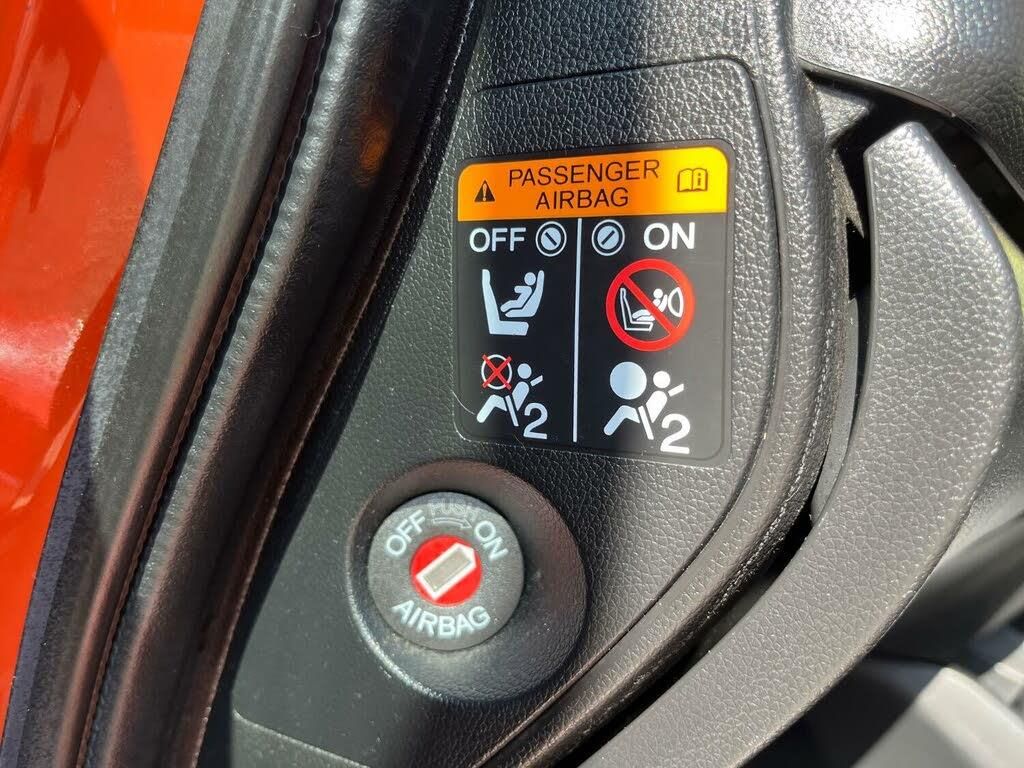 PASSENGER
AIRBAG
OFF ON
2 2
OFF PUSH ON
AIRBAG